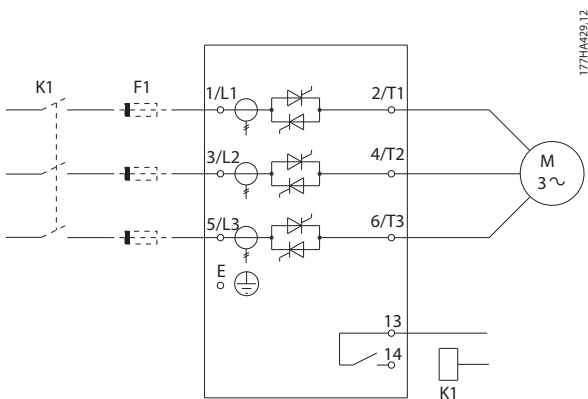 177HA429.12
K1
F1
1/L1
2/T1
3/L2
4/T2
M
3~
5/L3
6/T3
E
13
14
K1